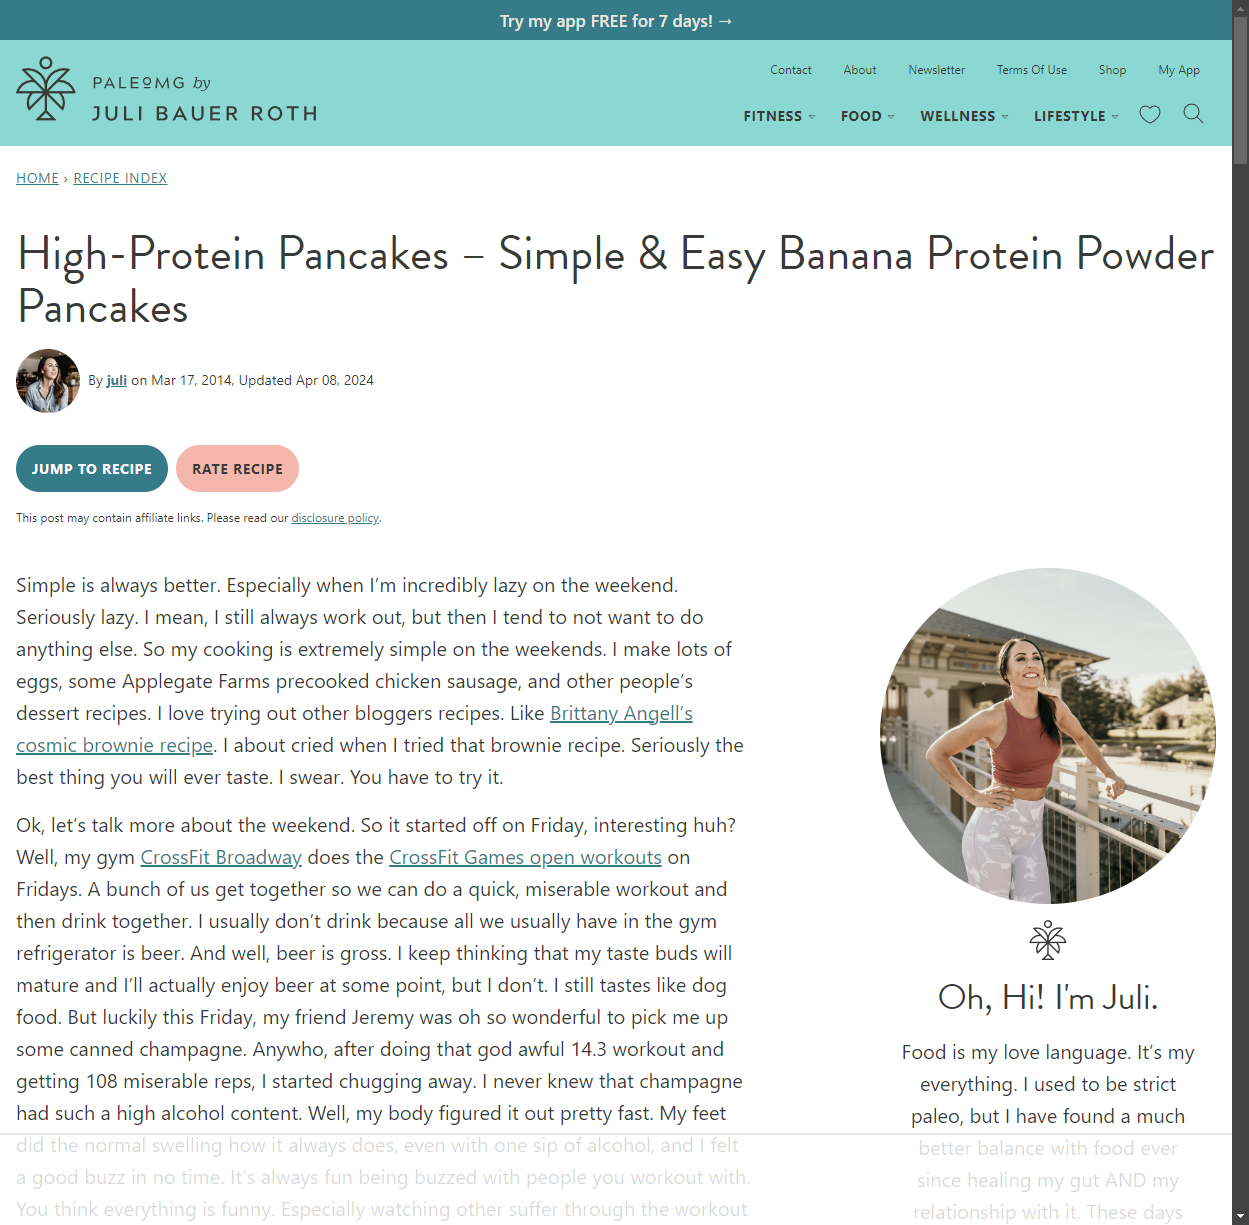 Try my app FREE for 7 days! →
PALEOMG by
JULI BAUER ROTH
Contact About Newsletter Terms Of Use Shop My App
FITNESS FOOD WELLNESS LIFESTYLE
HOME › RECIPE INDEX
High-Protein Pancakes – Simple & Easy Banana Protein Powder
Pancakes
By juli on Mar 17, 2014, Updated Apr 08, 2024
JUMP TO RECIPE RATE RECIPE
This post may contain affiliate links. Please read our disclosure policy.
Simple is always better. Especially when I’m incredibly lazy on the weekend.
Seriously lazy. I mean, I still always work out, but then I tend to not want to do
anything else. So my cooking is extremely simple on the weekends. I make lots of
eggs, some Applegate Farms precooked chicken sausage, and other people’s
dessert recipes. I love trying out other bloggers recipes. Like Brittany Angell’s
cosmic brownie recipe. I about cried when I tried that brownie recipe. Seriously the
best thing you will ever taste. I swear. You have to try it.
Ok, let’s talk more about the weekend. So it started off on Friday, interesting huh?
Well, my gym CrossFit Broadway does the CrossFit Games open workouts on
Fridays. A bunch of us get together so we can do a quick, miserable workout and
then drink together. I usually don’t drink because all we usually have in the gym
refrigerator is beer. And well, beer is gross. I keep thinking that my taste buds will
mature and I’ll actually enjoy beer at some point, but I don’t. I still tastes like dog
food. But luckily this Friday, my friend Jeremy was oh so wonderful to pick me up
some canned champagne. Anywho, after doing that god awful 14.3 workout and
getting 108 miserable reps, I started chugging away. I never knew that champagne
had such a high alcohol content. Well, my body figured it out pretty fast. My feet
did the normal swelling how it always does, even with one sip of alcohol, and I felt
a good buzz in no time. It’s always fun being buzzed with people you workout with.
You think everything is funny. Especially watching other suffer through the workout
Oh, Hi! I'm Juli.
Food is my love language. It’s my
everything. I used to be strict
paleo, but I have found a much
better balance with food ever
since healing my gut AND my
relationship with it. These days